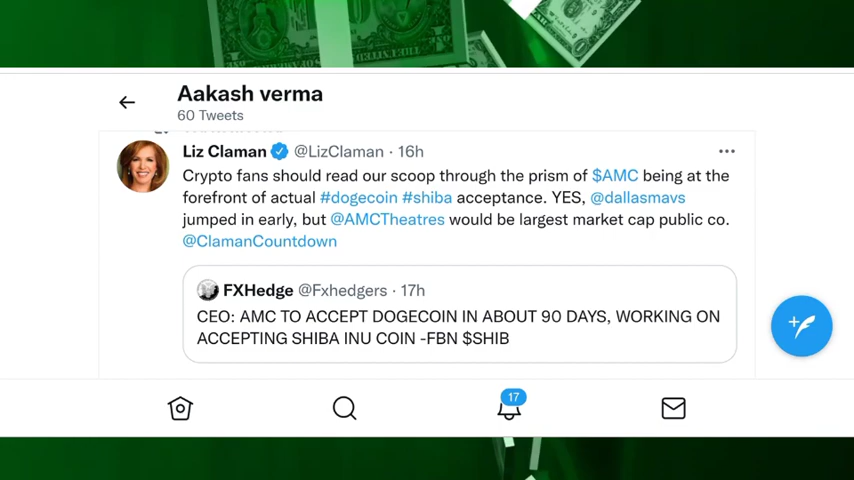 Aakash verma
60 Tweets
Liz Claman @LizClaman · 16h
Crypto fans should read our scoop through the prism of $AMC being at the
forefront of actual #dogecoin #shiba acceptance. YES, @dallasmavs
jumped in early, but @AMCTheatres would be largest market cap public co.
@ClamanCountdown
FXHedge @Fxhedgers · 17h
CEO: AMC TO ACCEPT DOGECOIN IN ABOUT 90 DAYS, WORKING ON
ACCEPTING SHIBA INU COIN -FBN $SHIB
17